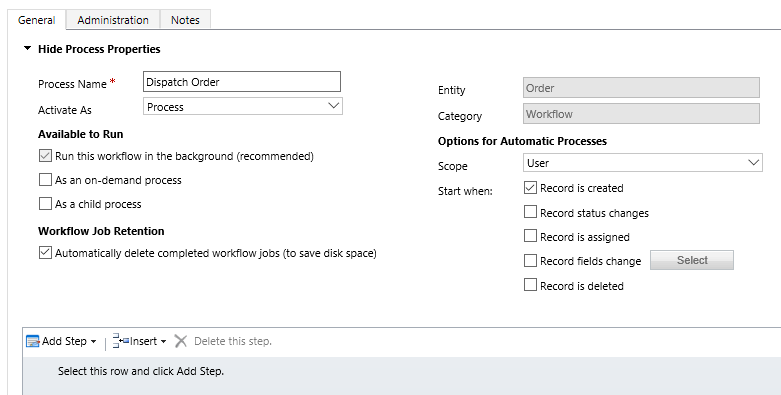 General Administration Notes
Hide Process Properties
Process Name * Dispatch Order
Activate As Process
Available to Run
Run this workflow in the background (recommended)
As an on-demand process
As a child process
Workflow Job Retention
Automatically delete completed workflow jobs (to save disk space)
Entity Order
Category Workflow
Options for Automatic Processes
Scope User
Start when: Record is created
Record status changes
Record is assigned
Record fields change Select
Record is deleted
Add Step Insert Delete this step.
Select this row and click Add Step.